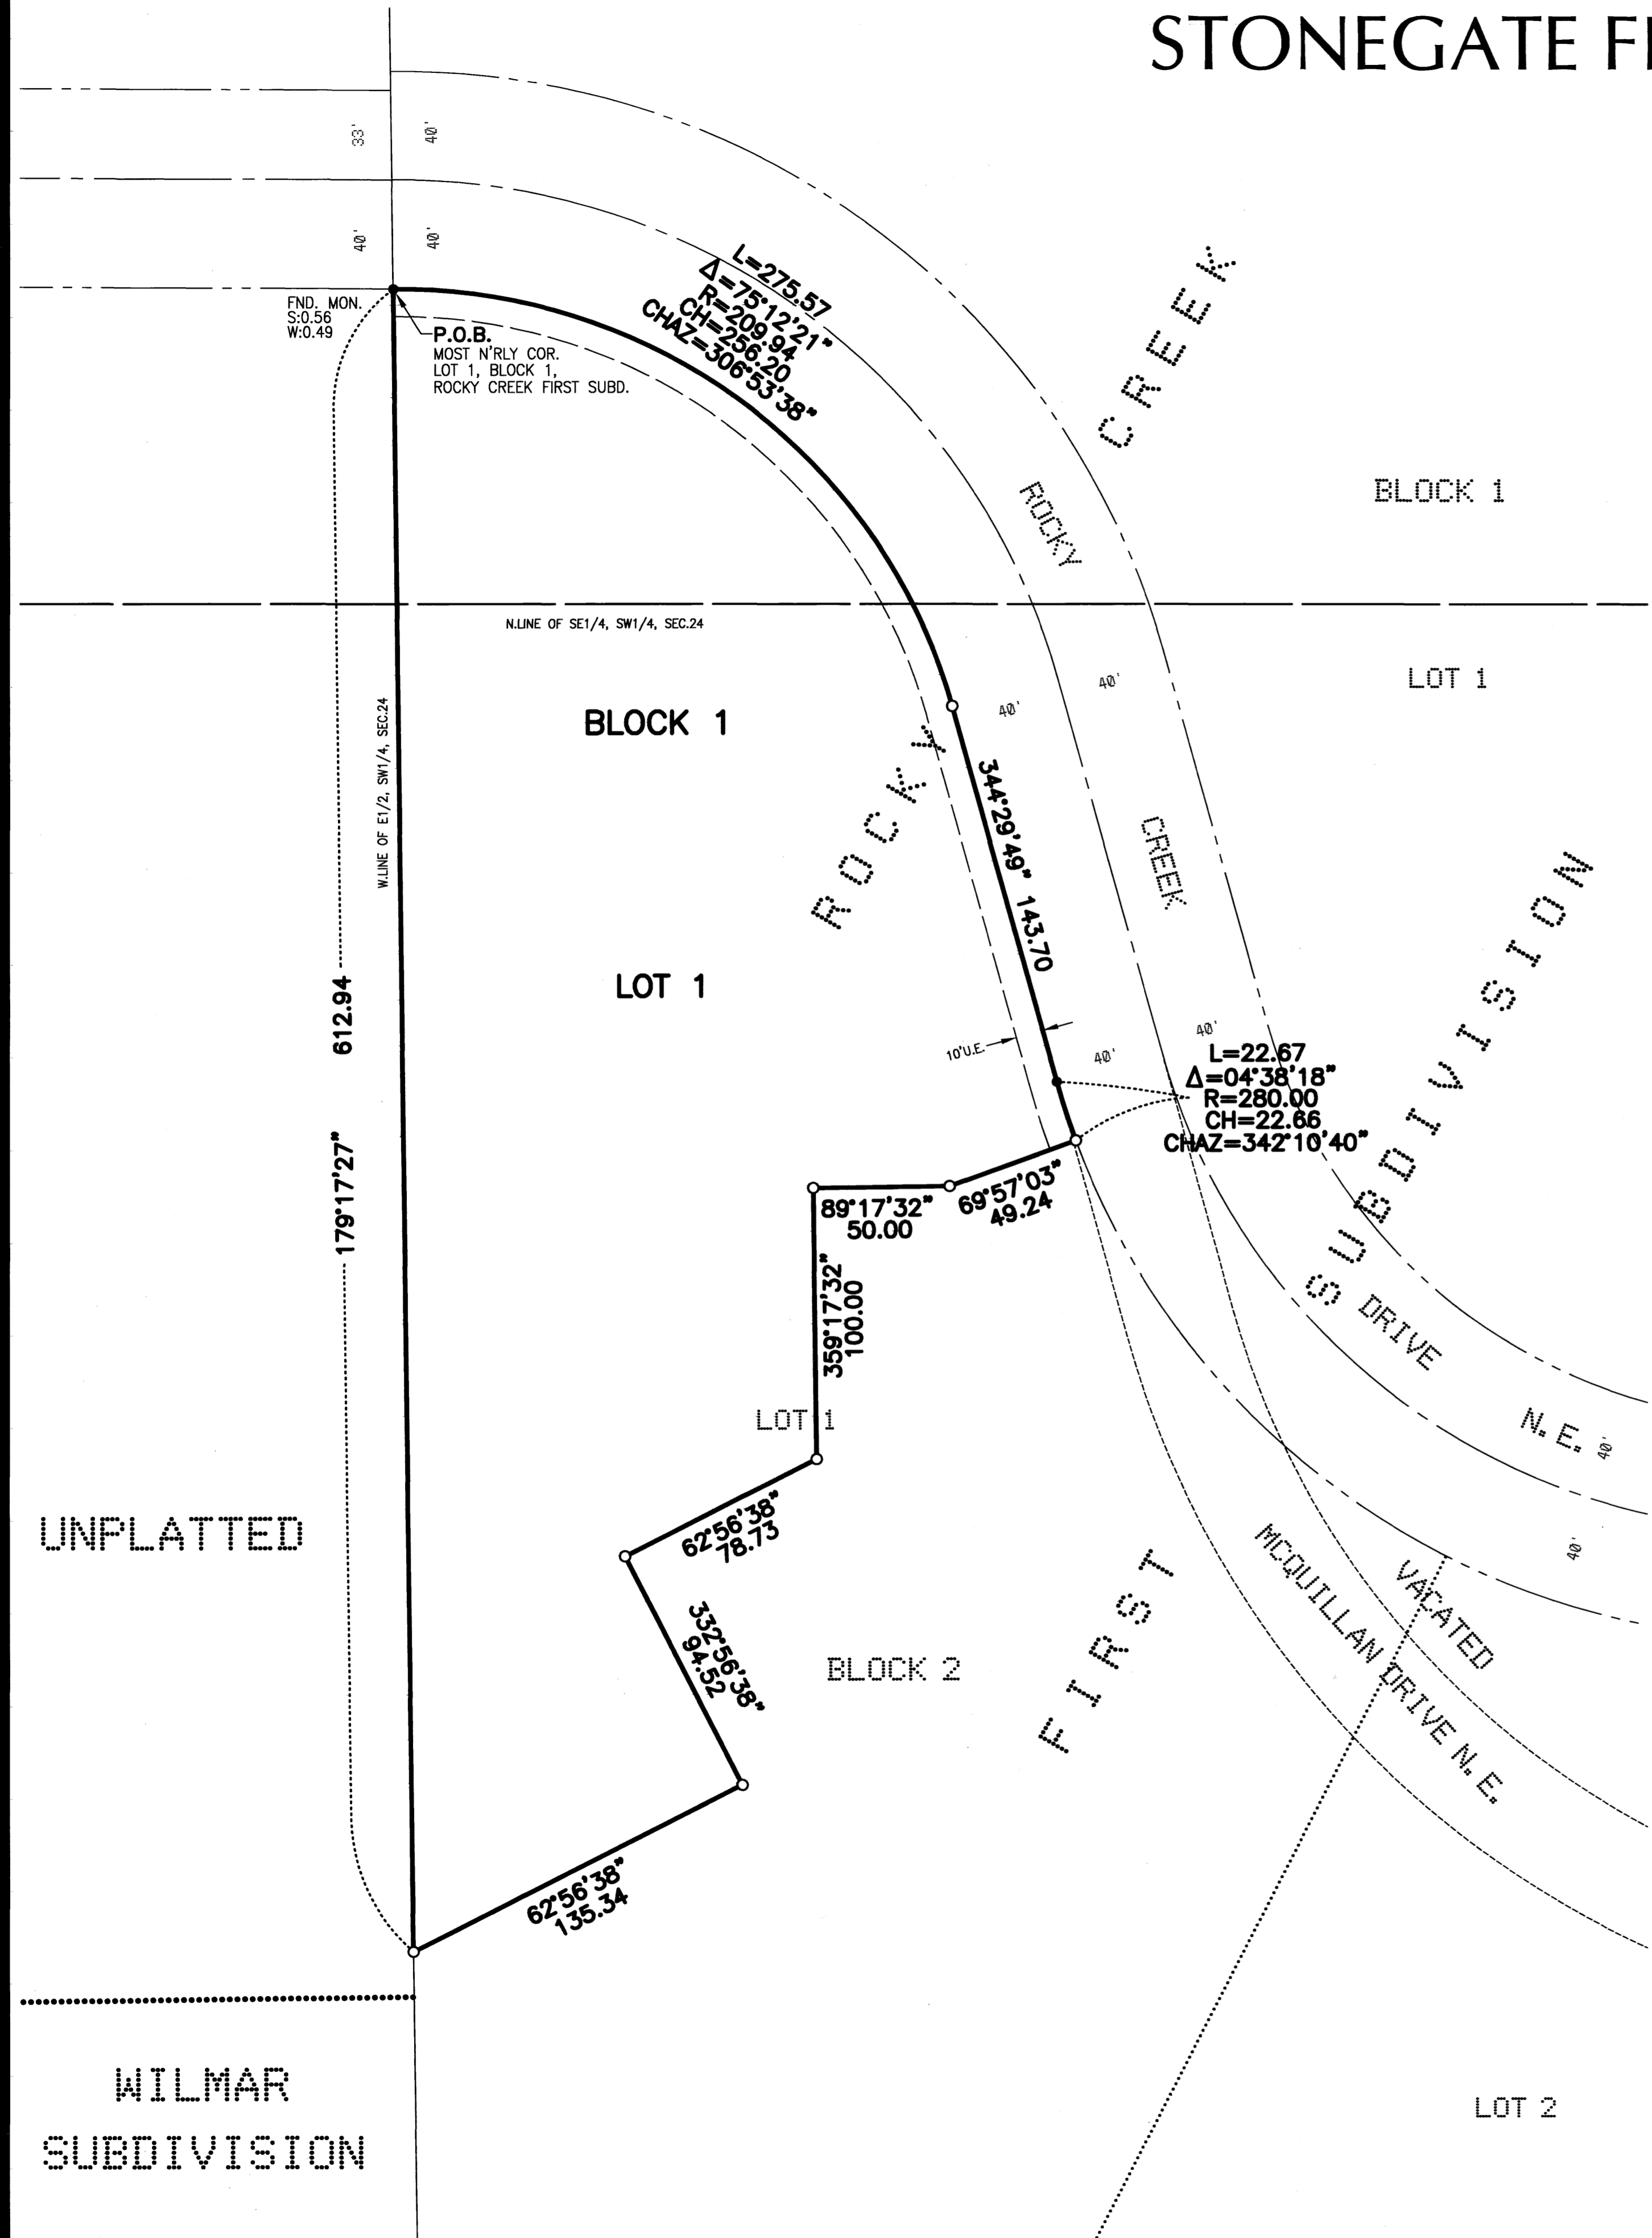 STONEGATE FI
33'
40'
40'
40'
L=275.57
Δ=75°12'21"
R=209.94
CH=256.20
CHAZ=306°53'38"
FND. MON.
S:0.56
W:0.49
P.O.B.
MOST N'RLY COR.
LOT 1, BLOCK 1,
ROCKY CREEK FIRST SUBD.
CREEK
BLOCK 1
ROCKY
N.LINE OF SE1/4, SW1/4, SEC.24
LOT 1
40'
40'
BLOCK 1
W.LINE OF E1/2, SW1/4, SEC.24
ROCKY
344°29'49" 143.70
CREEK
SUBDIVISION
LOT 1
612.94
179°17'27"
10'U.E.
40'
40'
L=22.67
Δ=04°38'18"
R=280.00
CH=22.66
CHAZ=342°10'40"
89°17'32"
50.00
69°57'03"
49.24
359°17'32"
100.00
DRIVE
N.E.
40'
LOT 1
62°56'38"
78.73
UNPLATTED
332°56'38"
94.52
BLOCK 2
FIRST
40'
VACATED
MCQUILLAN DRIVE N.E.
62°56'38"
135.34
WILMAR
SUBDIVISION
LOT 2